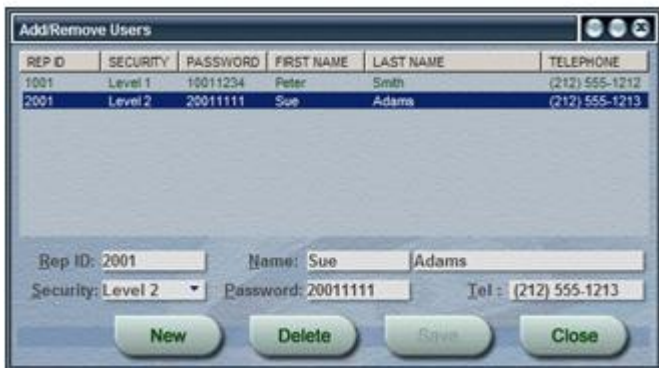 Add/Remove Users
REP ID SECURITY PASSWORD FIRST NAME LAST NAME TELEPHONE
1001 Level 1 10011234 Peter Smith (212) 555-1212
2001 Level 2 20011111 Sue Adams (212) 555-1213
Rep ID: 2001 Name: Sue Adams
Security: Level 2 Password: 20011111 Tel : (212) 555-1213
New Delete Save Close